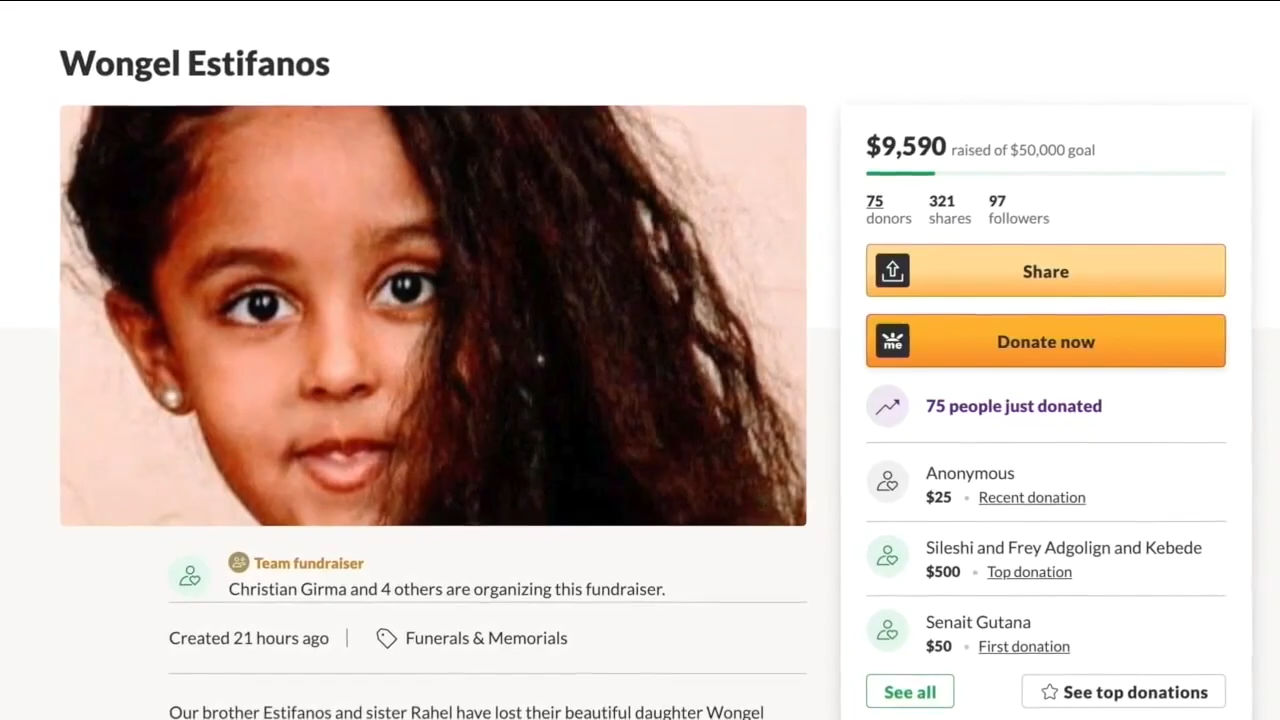 Wongel Estifanos
$9,590 raised of $50,000 goal
75 321 97
donors shares followers
Share
me Donate now
75 people just donated
Anonymous
$25 • Recent donation
Sileshi and Frey Adgolign and Kebede
$500 • Top donation
Senait Gutana
$50 • First donation
See all See top donations
Team fundraiser
Christian Girma and 4 others are organizing this fundraiser.
Created 21 hours ago | Funerals & Memorials
Our brother Estifanos and sister Rahel have lost their beautiful daughter Wongel